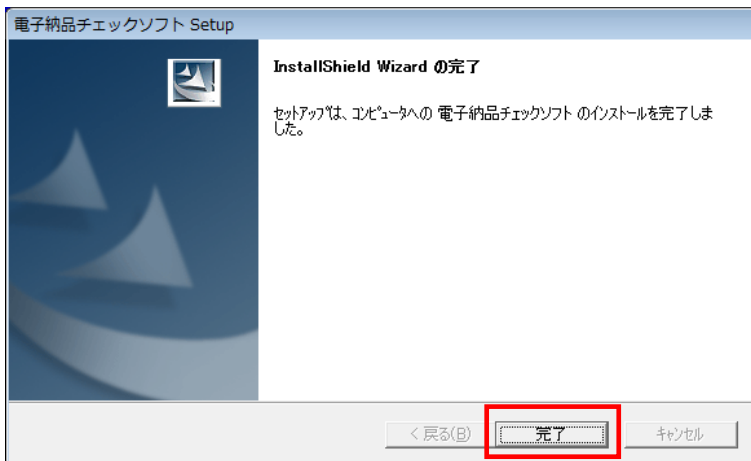 電子納品チェックソフト Setup
InstallShield Wizard の完了
セットアップは、コンピュータへの 電子納品チェックソフト のインストールを完了しま
した。
< 戻る(B)
完了
キャンセル